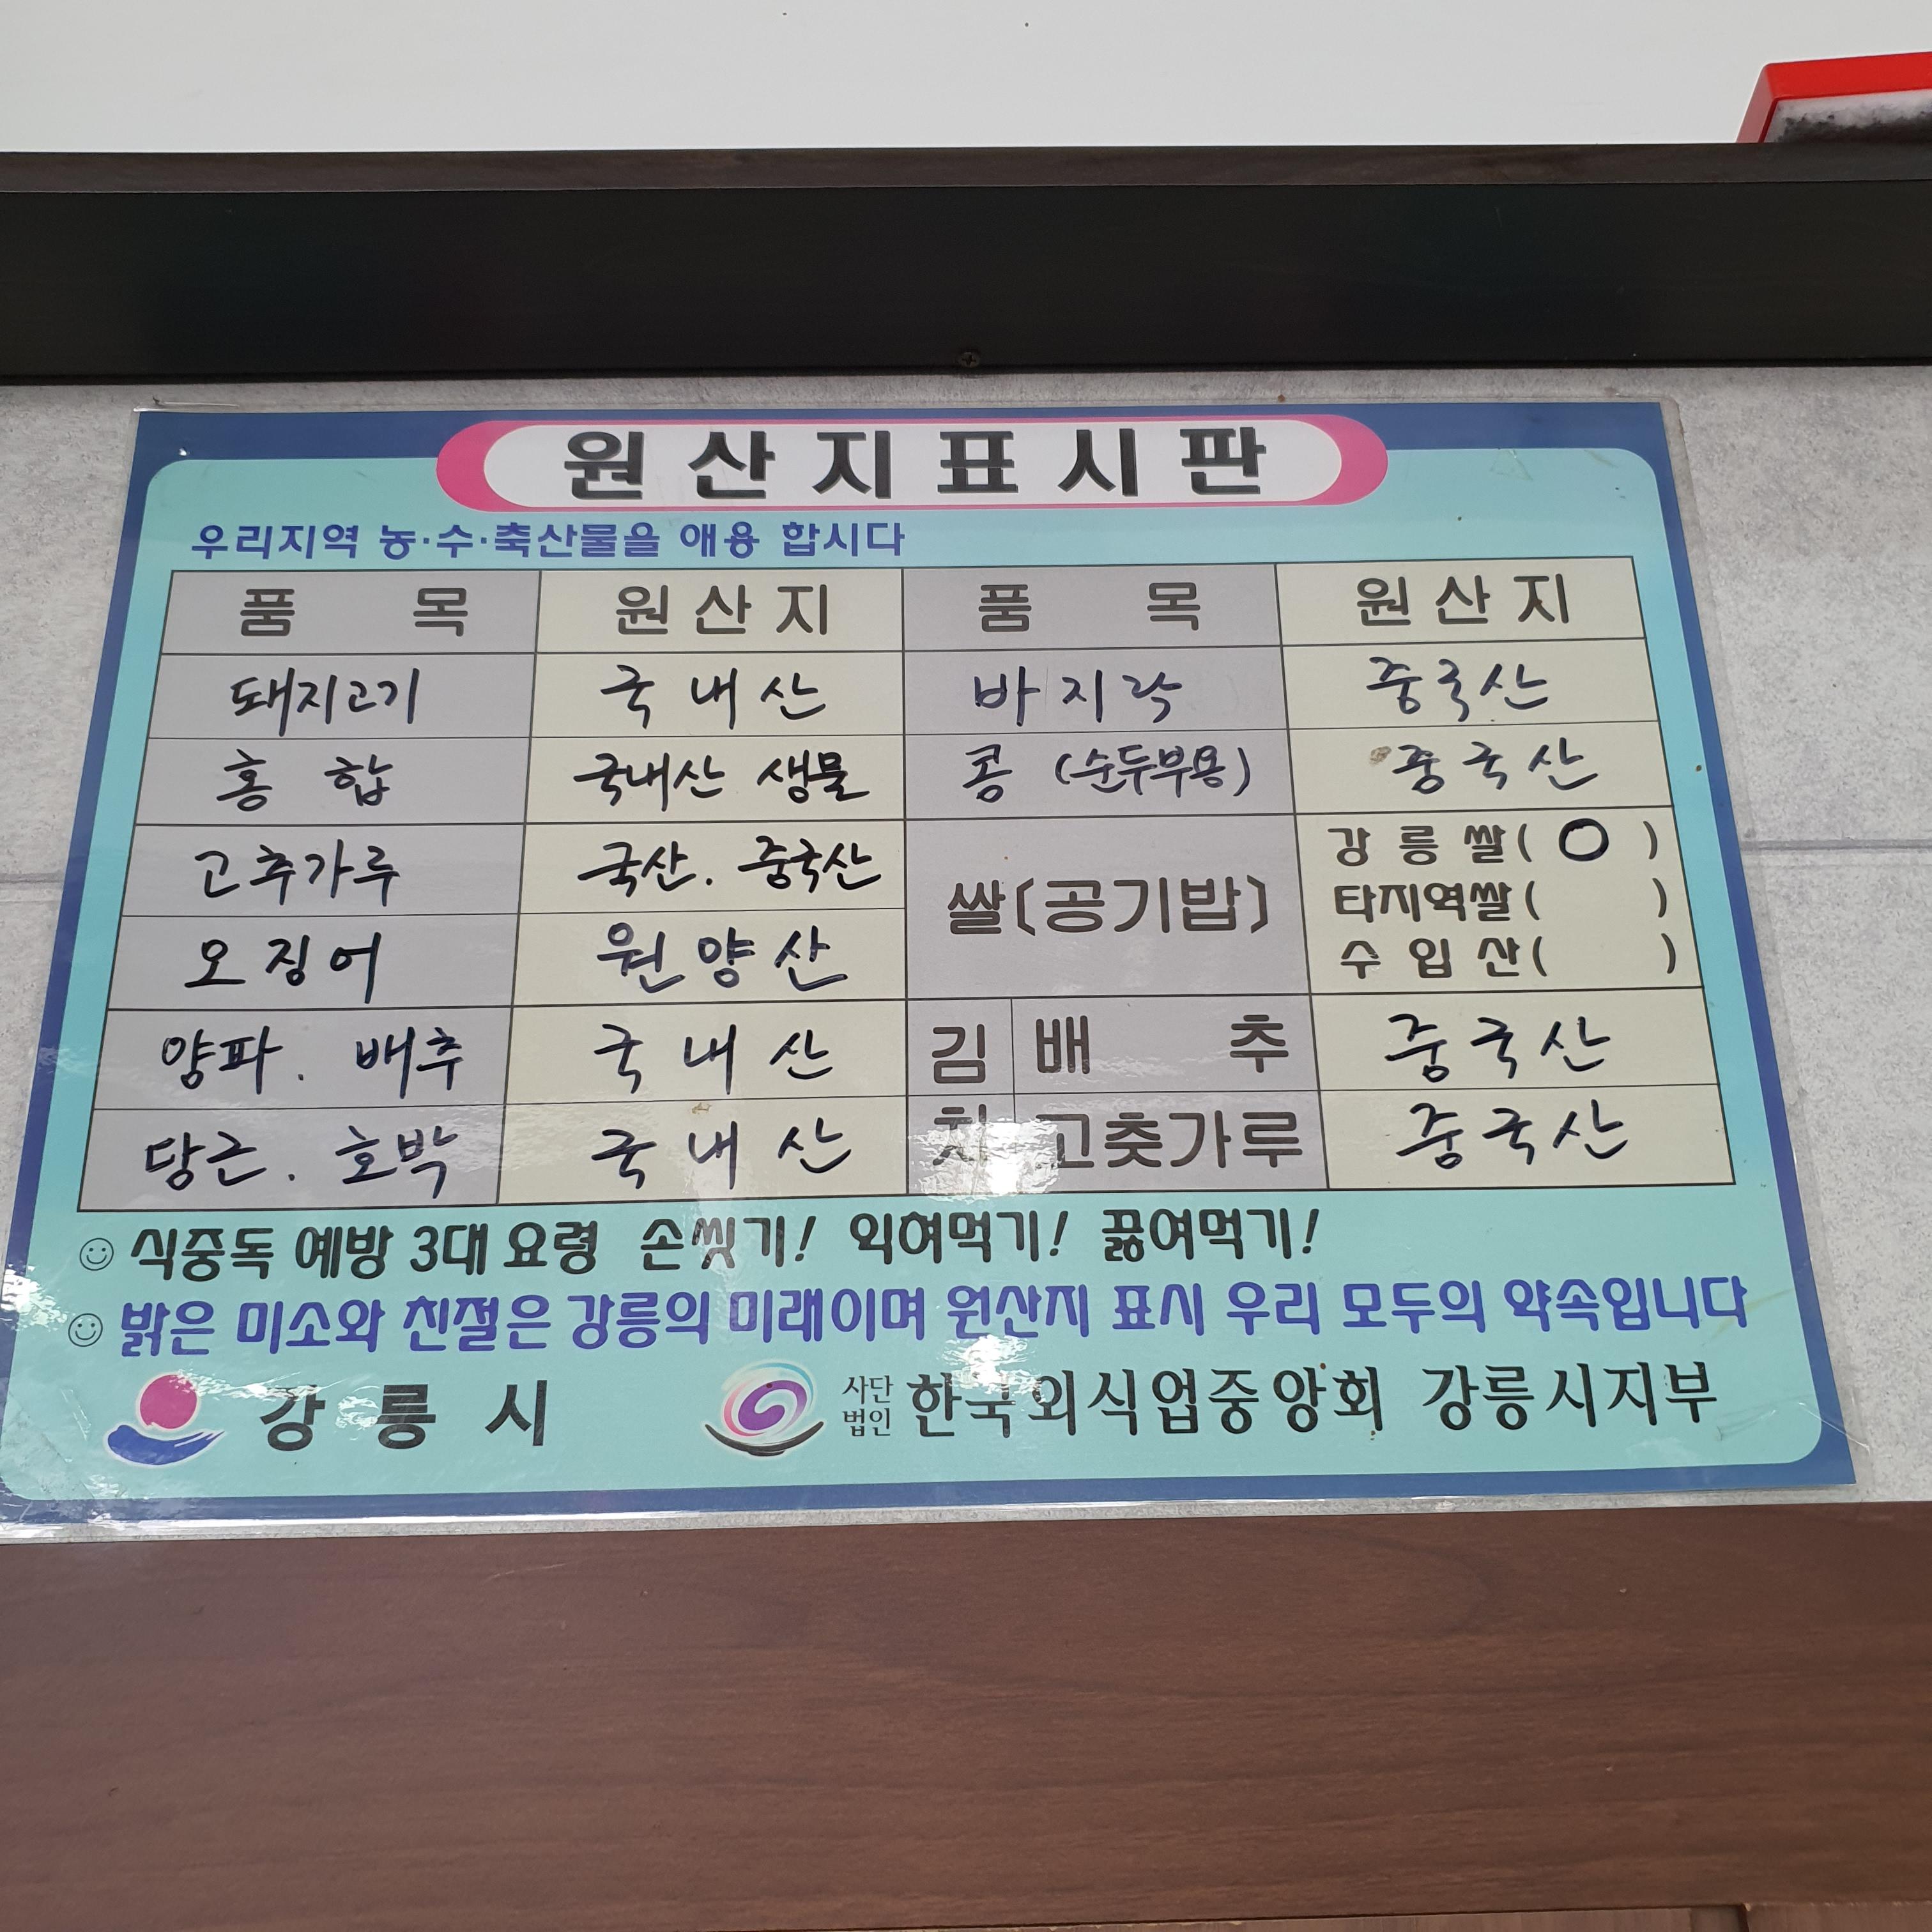 원산지표시판
우리지역 농·수·축산물을 애용 합시다
품 목 원산지 품 목 원산지
돼지고기 국내산 바지락 중국산
홍합 국내산 생물 콩 (순두부용) 중국산
고추가루 국산. 중국산 쌀(공기밥) 강릉쌀( O )
타지역쌀( )
오징어 원양산 수입산( )
양파. 배추 국내산 김치 배추 중국산
당근. 호박 국내산 고춧가루 중국산
식중독 예방 3대 요령 손씻기! 익혀먹기! 끓여먹기!
밝은 미소와 친절은 강릉의 미래이며 원산지 표시 우리 모두의 약속입니다
강릉시 사단법인 한국외식업중앙회 강릉시지부